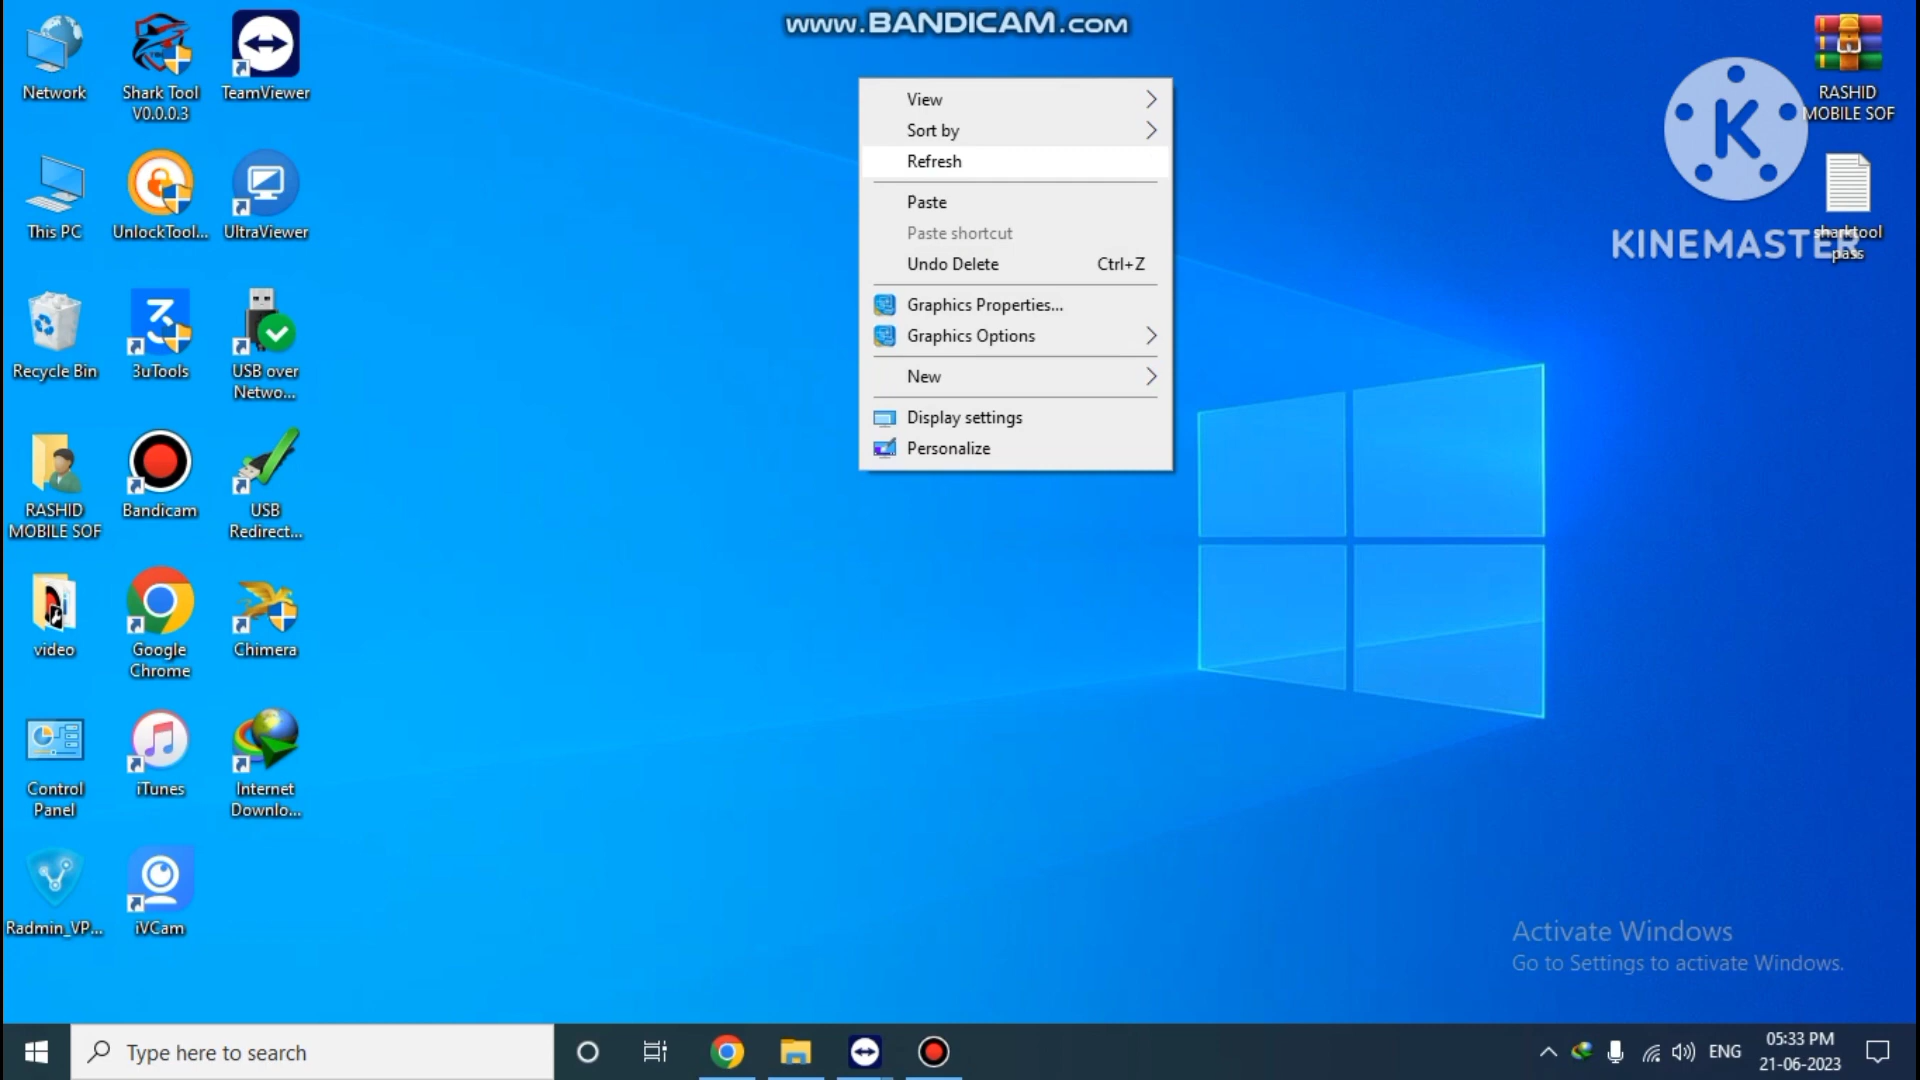 www.BANDICAM.com
Network
Shark Tool
V0.0.0.3
TeamViewer
This PC
UnlockTool...
UltraViewer
Recycle Bin
3uTools
USB over
Netwo...
RASHID
MOBILE SOF
Bandicam
USB
Redirect...
video
Google
Chrome
Chimera
Control
Panel
iTunes
Internet
Downlo...
Radmin_VP...
iVCam
View
Sort by
Refresh
Paste
Paste shortcut
Undo Delete Ctrl+Z
Graphics Properties...
Graphics Options
New
Display settings
Personalize
RASHID
MOBILE SOF
K
KINEMASTER
sharktool
pass
Activate Windows
Go to Settings to activate Windows.
Type here to search
ENG
05:33 PM
21-06-2023